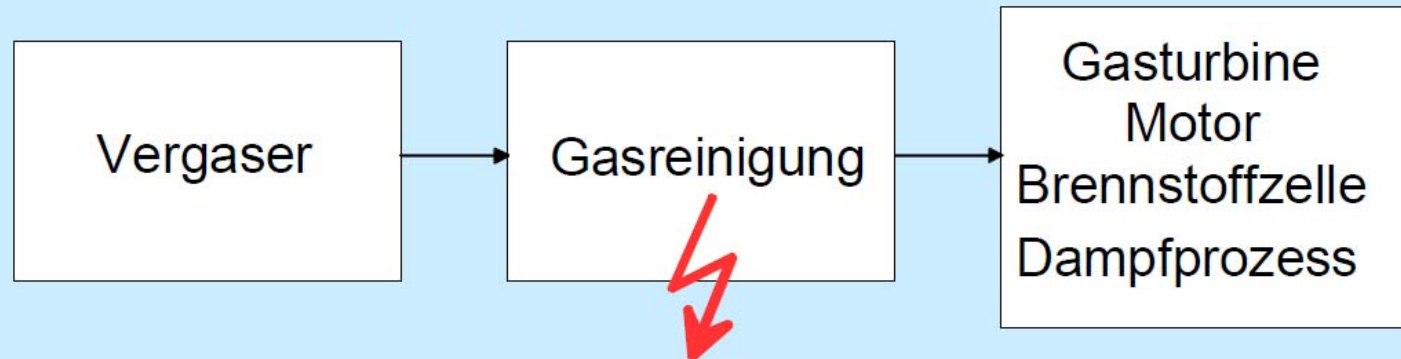 Vergaser
Gasreinigung
Gasturbine
Motor
Brennstoffzelle
Dampfprozess